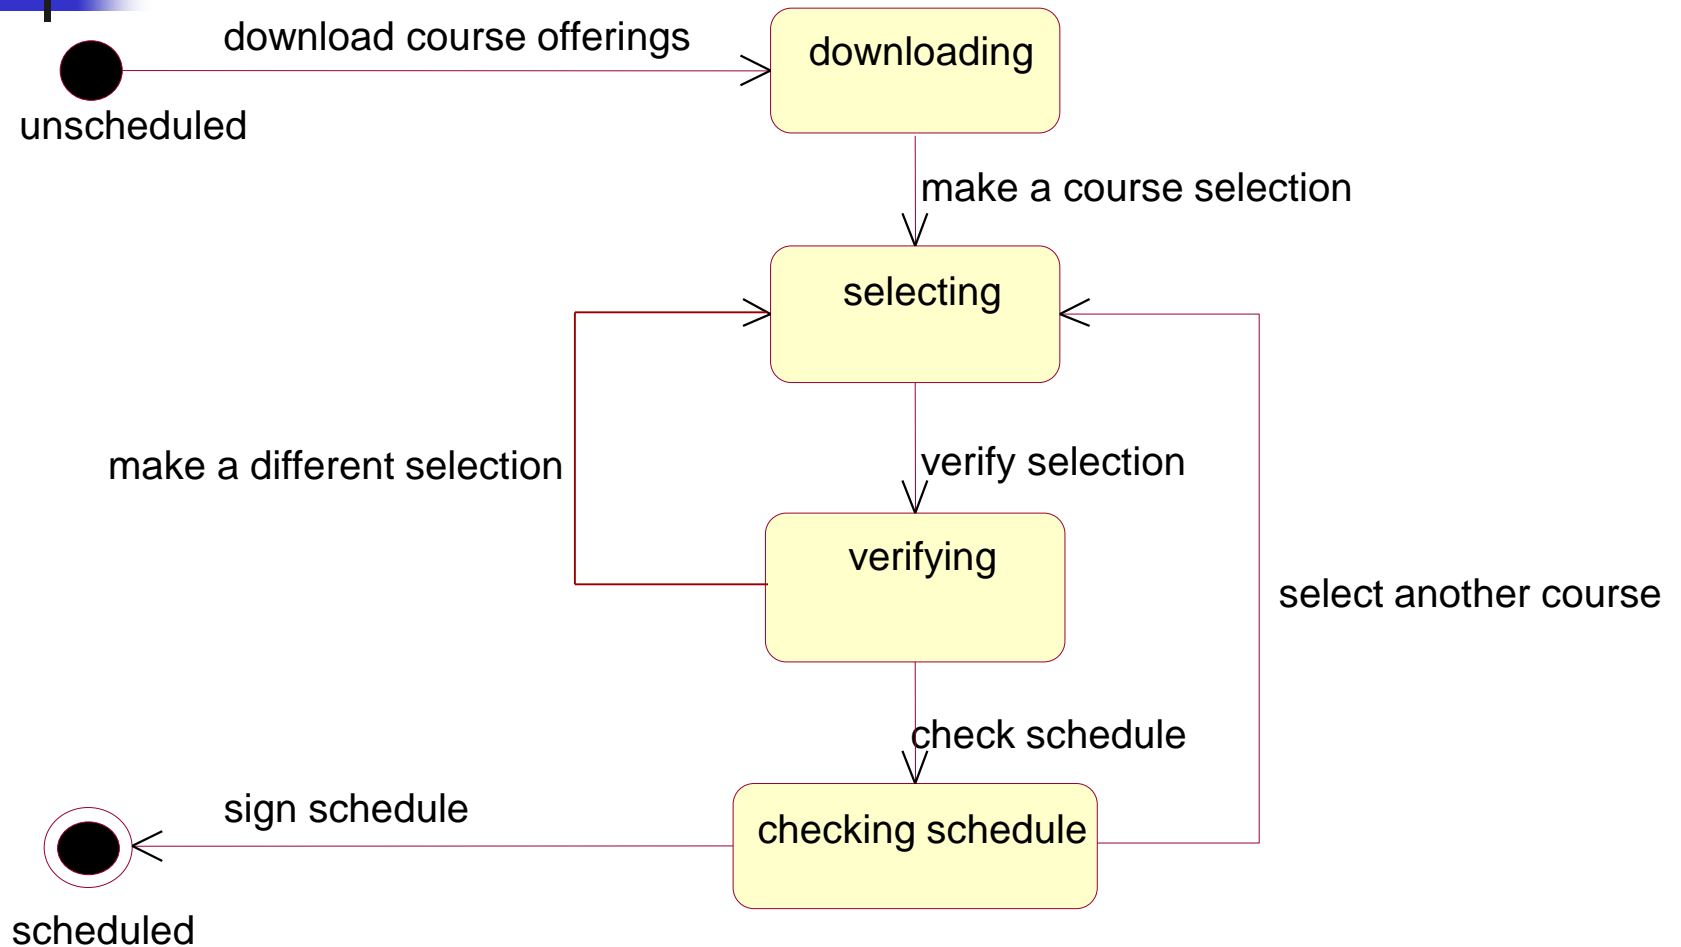 download course offerings
downloading
unscheduled
make a course selection
selecting
make a different selection
verify selection
verifying
select another course
check schedule
sign schedule
checking schedule
scheduled